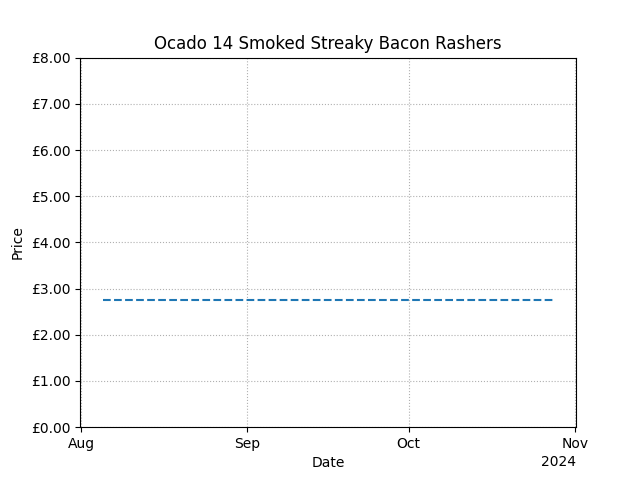 Ocado 14 Smoked Streaky Bacon Rashers
£8.00
£7.00
£6.00
£5.00
£4.00
£3.00
£2.00
£1.00
£0.00
Price
Aug Sep Oct Nov
Date
2024